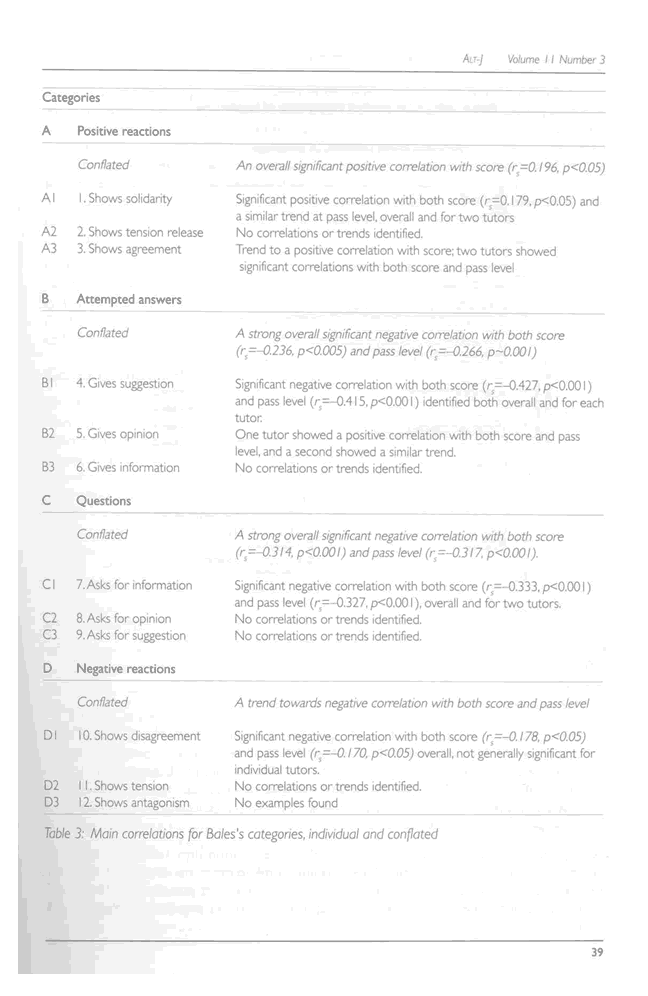 ALT-J Volume 11 Number 3
Categories
A Positive reactions
Conflated An overall significant positive correlation with score (rs=0.196, p<0.05)
A1 1. Shows solidarity Significant positive correlation with both score (rs=0.179, p<0.05) and
a similar trend at pass level, overall and for two tutors
A2 2. Shows tension release No correlations or trends identified.
A3 3. Shows agreement Trend to a positive correlation with score; two tutors showed
significant correlations with both score and pass level
B Attempted answers
Conflated A strong overall significant negative correlation with both score
(rs=–0.236, p<0.005) and pass level (rs=–0.266, p~0.001)
B1 4. Gives suggestion Significant negative correlation with both score (rs=–0.427, p<0.001)
and pass level (rs=–0.415, p<0.001) identified both overall and for each
tutor.
B2 5. Gives opinion One tutor showed a positive correlation with both score and pass
level, and a second showed a similar trend.
B3 6. Gives information No correlations or trends identified.
C Questions
Conflated A strong overall significant negative correlation with both score
(rs=–0.314, p<0.001) and pass level (rs=–0.317, p<0.001).
C1 7. Asks for information Significant negative correlation with both score (rs=–0.333, p<0.001)
and pass level (rs=–0.327, p<0.001), overall and for two tutors.
C2 8. Asks for opinion No correlations or trends identified.
C3 9. Asks for suggestion No correlations or trends identified.
D Negative reactions
Conflated A trend towards negative correlation with both score and pass level
D1 10. Shows disagreement Significant negative correlation with both score (rs=–0.178, p<0.05)
and pass level (rs=–0.170, p<0.05) overall, not generally significant for
individual tutors.
D2 11. Shows tension No correlations or trends identified.
D3 12. Shows antagonism No examples found
Table 3: Main correlations for Bales's categories, individual and conflated
39